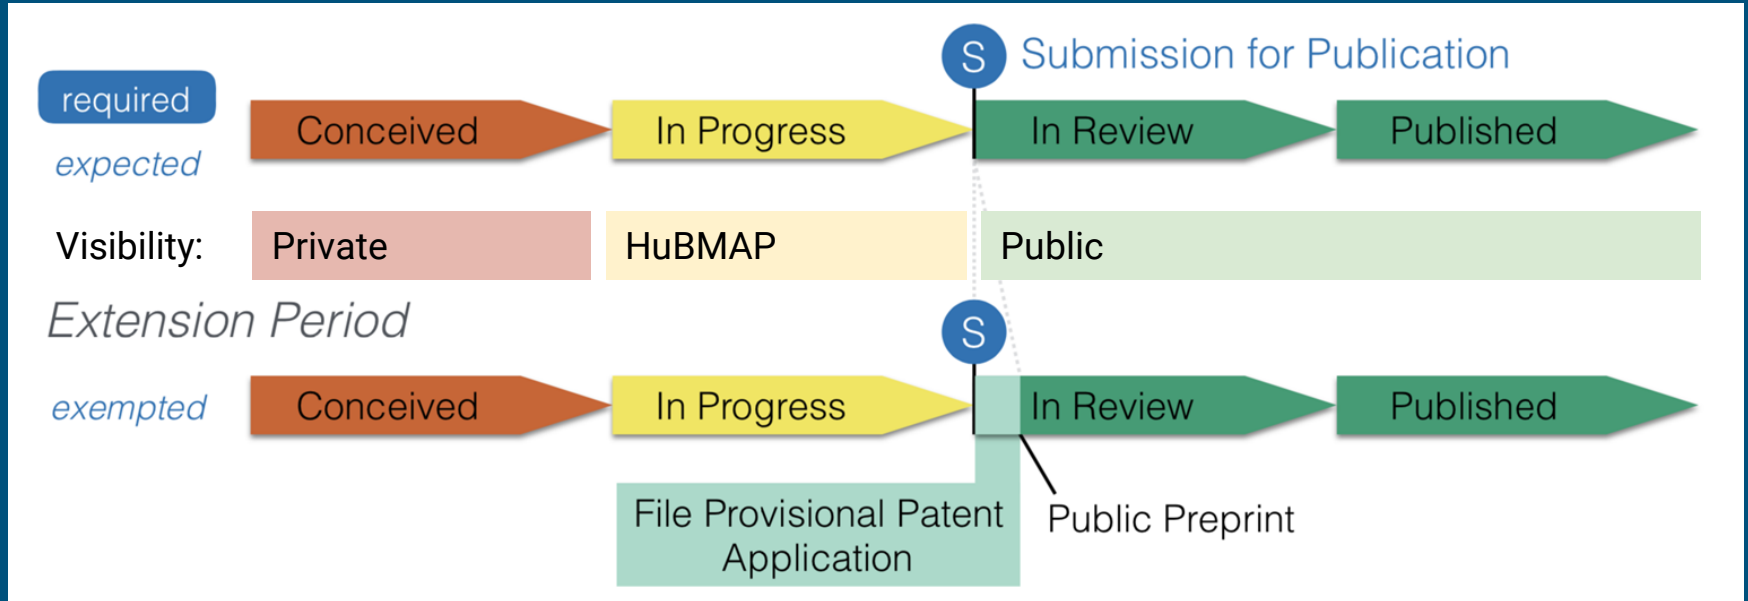 S Submission for Publication
required
Conceived In Progress In Review Published
expected
Visibility: Private HuBMAP Public
Extension Period
S
exempted Conceived In Progress In Review Published
File Provisional Patent
Application
Public Preprint